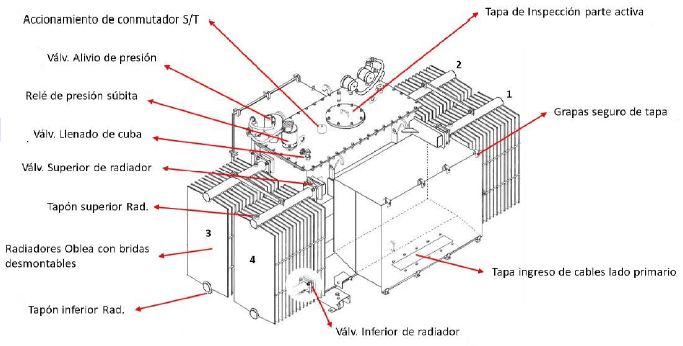 Accionamiento de conmutador S/T
Tapa de Inspección parte activa
Válv. Alivio de presión
2
Relé de presión súbita
1
Grapas seguro de tapa
Válv. Llenado de cuba
Válv. Superior de radiador
Tapón superior Rad.
3
Radiadores Oblea con bridas
desmontables
4
Tapa ingreso de cables lado primario
Tapón inferior Rad.
Válv. Inferior de radiador